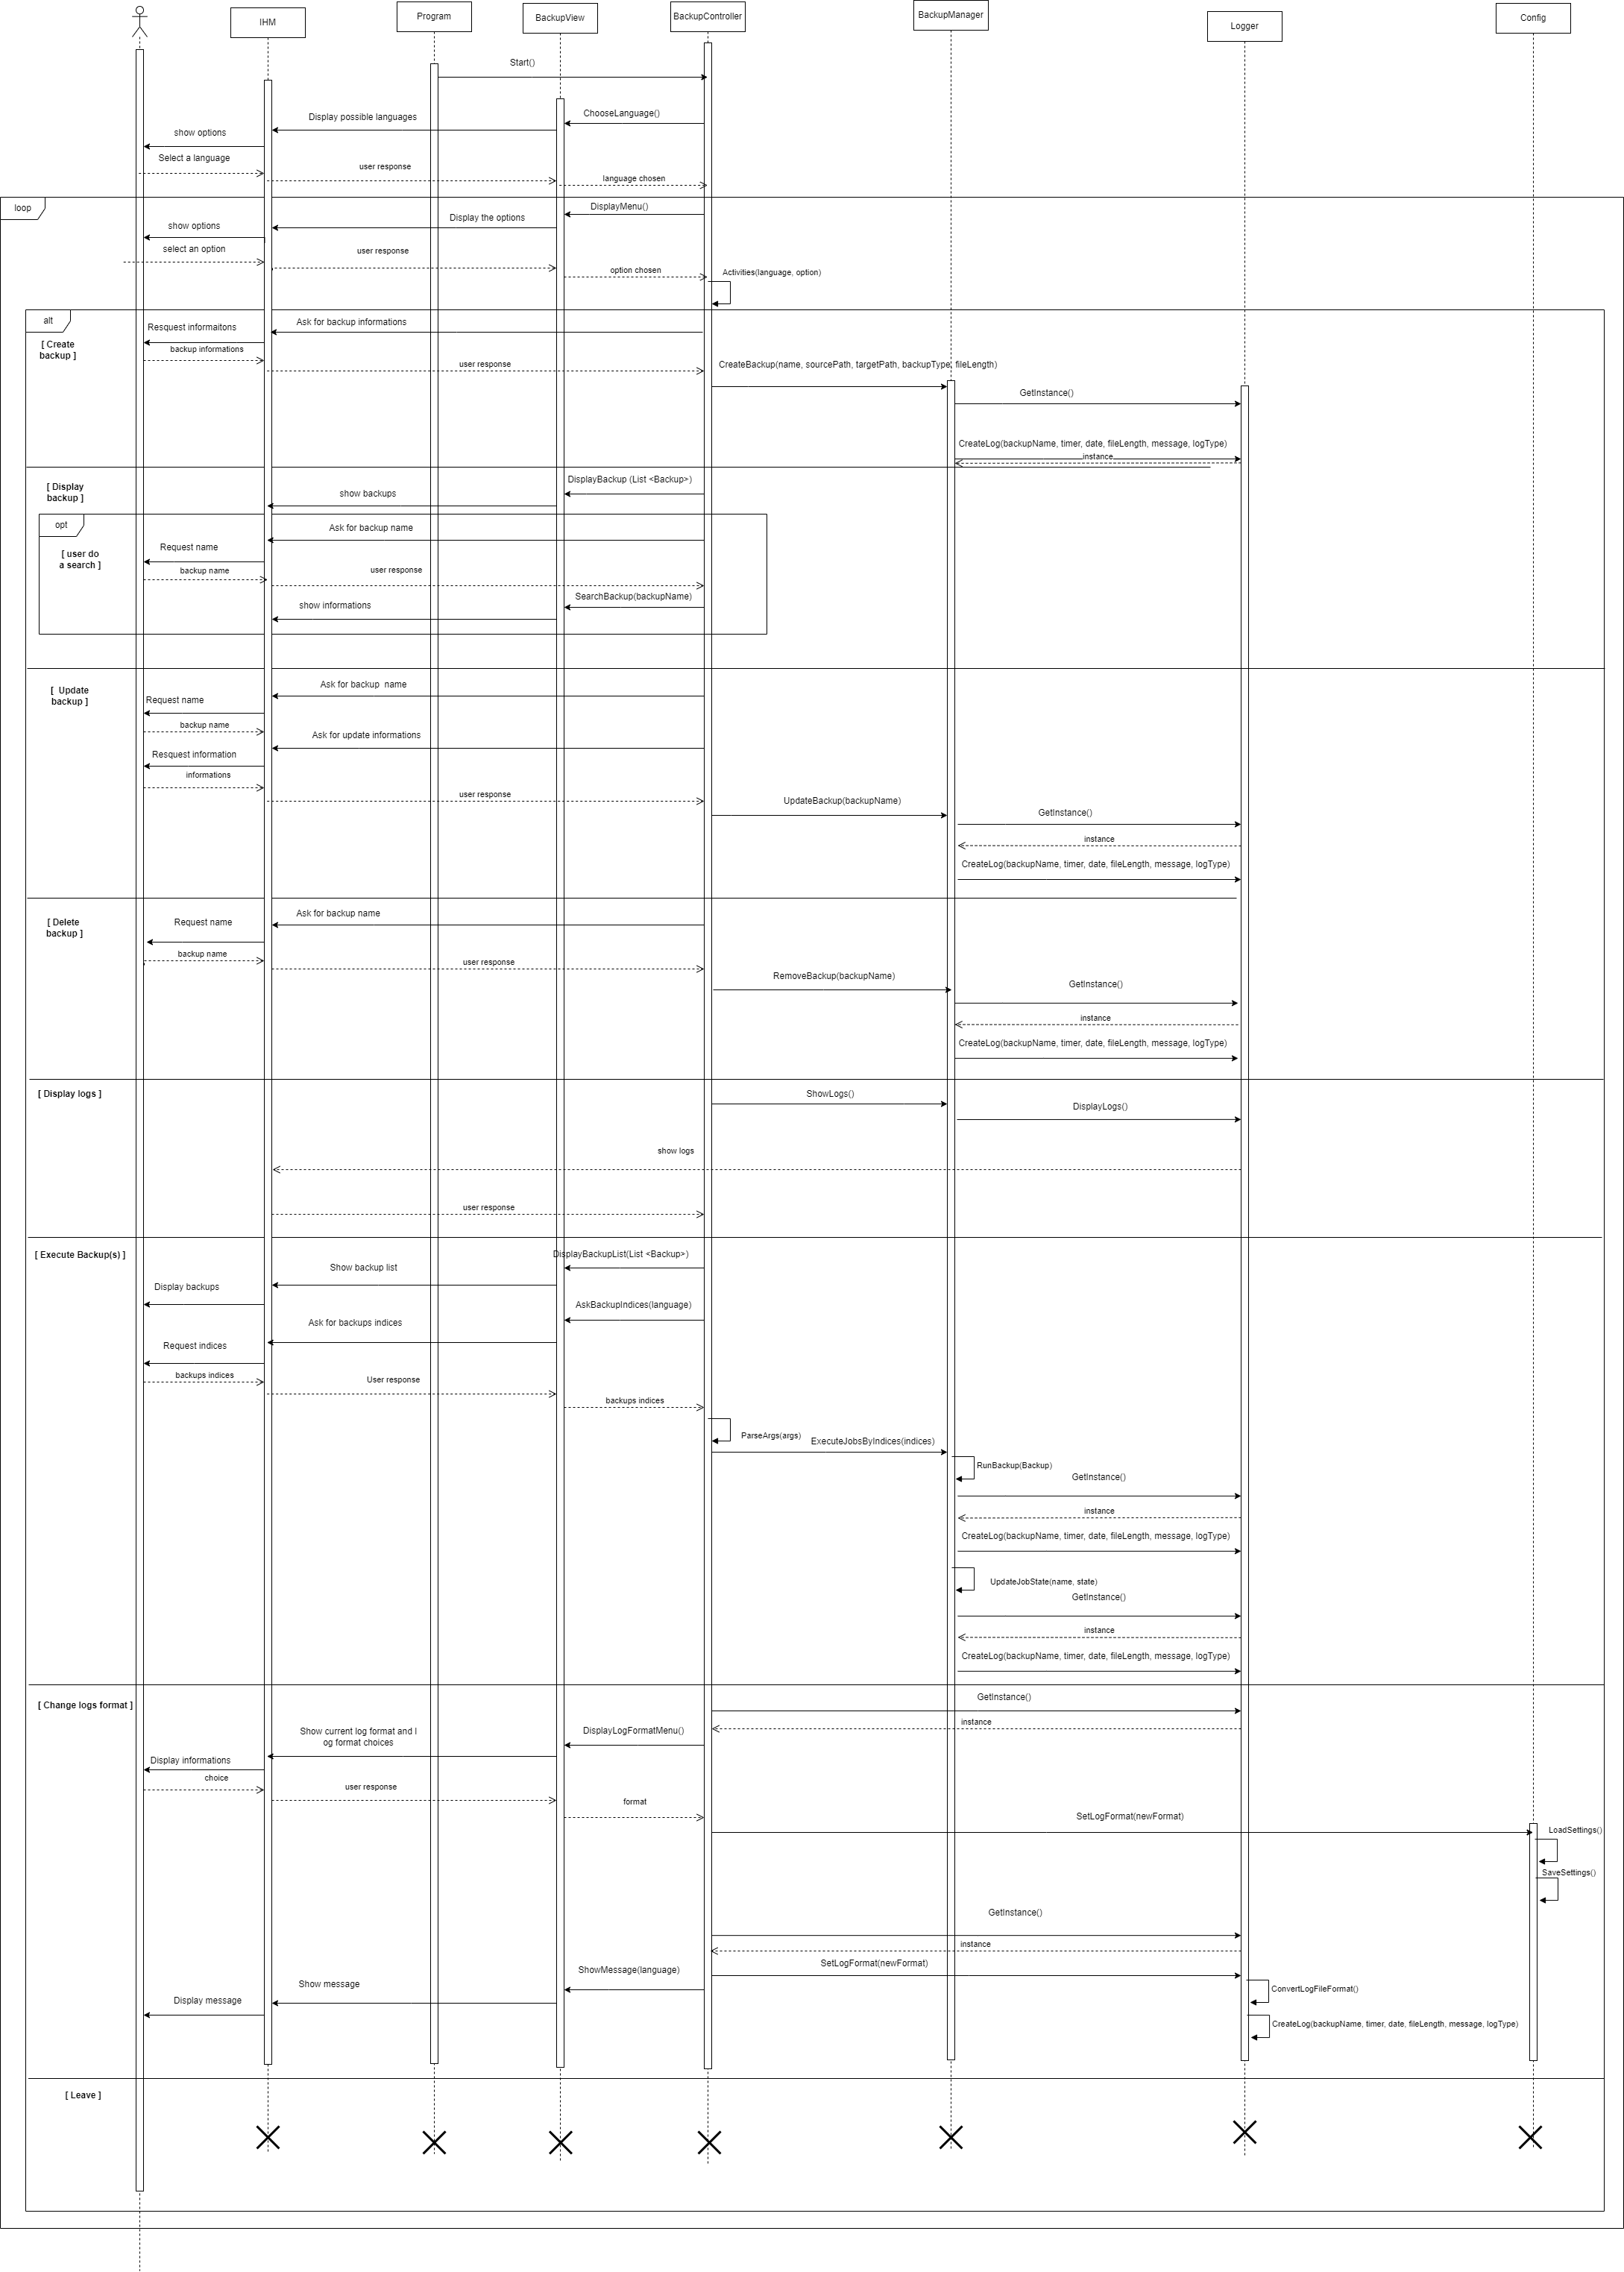 IHM
Program
BackupView
BackupController
BackupManager
Logger
Config
Start()
ChooseLanguage()
Display possible languages
show options
Select a language
user response
language chosen
loop
DisplayMenu()
Display the options
show options
select an option
user response
option chosen
Activities(language, option)
alt
[ Create
backup ]
Ask for backup informations
Resquest informaitons
backup informations
user response
CreateBackup(name, sourcePath, targetPath, backupType, fileLength)
GetInstance()
CreateLog(backupName, timer, date, fileLength, message, logType)
instance
[ Display
backup ]
DisplayBackup (List <Backup>)
show backups
opt
[ user do
a search ]
Ask for backup name
Request name
backup name
user response
SearchBackup(backupName)
show informations
[ Update
backup ]
Ask for backup name
Request name
backup name
Ask for update informations
Resquest information
informations
user response
UpdateBackup(backupName)
GetInstance()
instance
CreateLog(backupName, timer, date, fileLength, message, logType)
[ Delete
backup ]
Ask for backup name
Request name
backup name
user response
RemoveBackup(backupName)
GetInstance()
instance
CreateLog(backupName, timer, date, fileLength, message, logType)
[ Display logs ]
ShowLogs()
DisplayLogs()
show logs
user response
[ Execute Backup(s) ]
DisplayBackupList(List <Backup>)
Show backup list
Display backups
AskBackupIndices(language)
Ask for backups indices
Request indices
backups indices
User response
backups indices
ParseArgs(args)
ExecuteJobsByIndices(indices)
RunBackup(Backup)
GetInstance()
instance
CreateLog(backupName, timer, date, fileLength, message, logType)
UpdateJobState(name, state)
GetInstance()
instance
CreateLog(backupName, timer, date, fileLength, message, logType)
[ Change logs format ]
GetInstance()
instance
DisplayLogFormatMenu()
Show current log format and l
og format choices
Display informations
choice
user response
format
SetLogFormat(newFormat)
LoadSettings()
SaveSettings()
GetInstance()
instance
SetLogFormat(newFormat)
ShowMessage(language)
Show message
Display message
ConvertLogFileFormat()
CreateLog(backupName, timer, date, fileLength, message, logType)
[ Leave ]